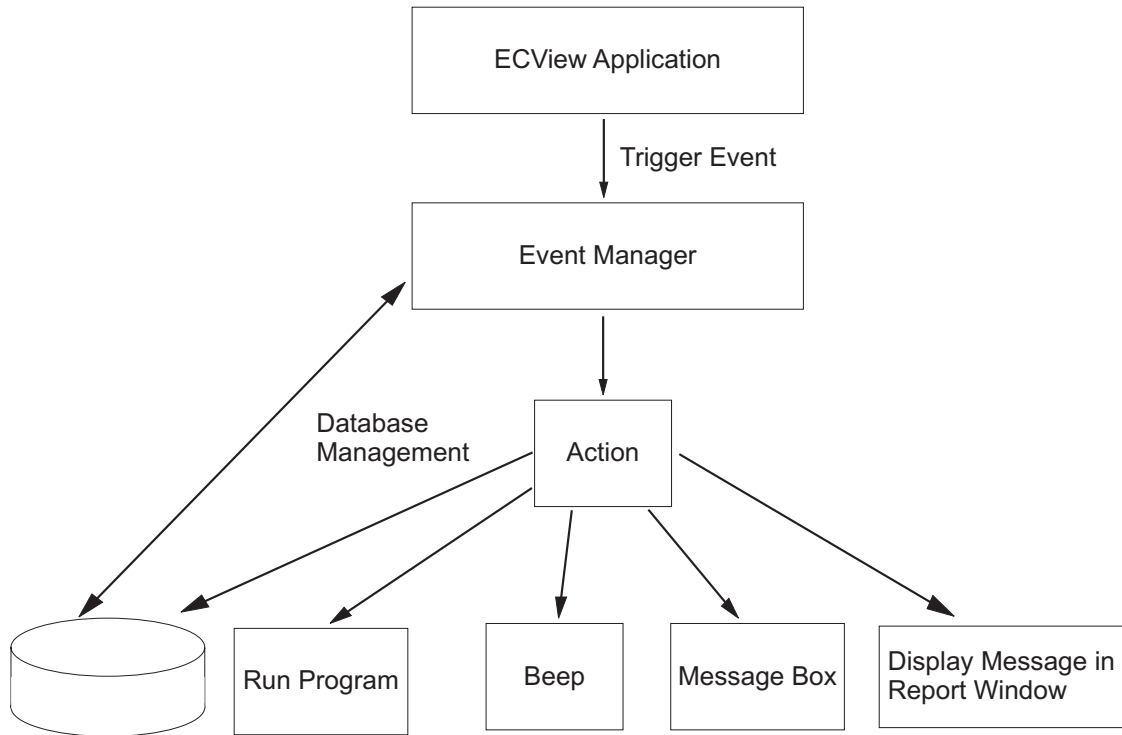 ECView Application
Trigger Event
Event Manager
Database
Management
Action
Run Program
Beep
Message Box
Display Message in
Report Window